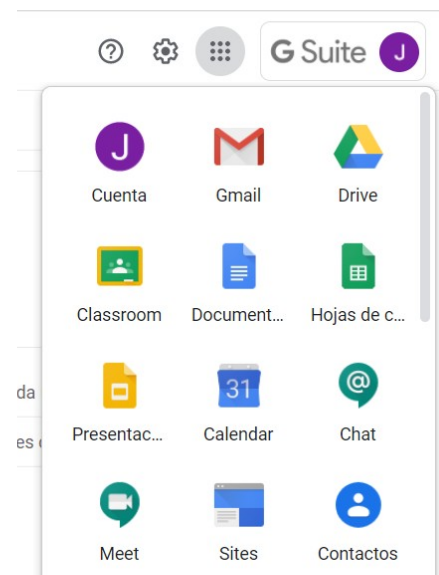 G Suite J
J
Cuenta Gmail Drive
Classroom Document... Hojas de c...
da
31
Presentac... Calendar Chat
es
Meet Sites Contactos